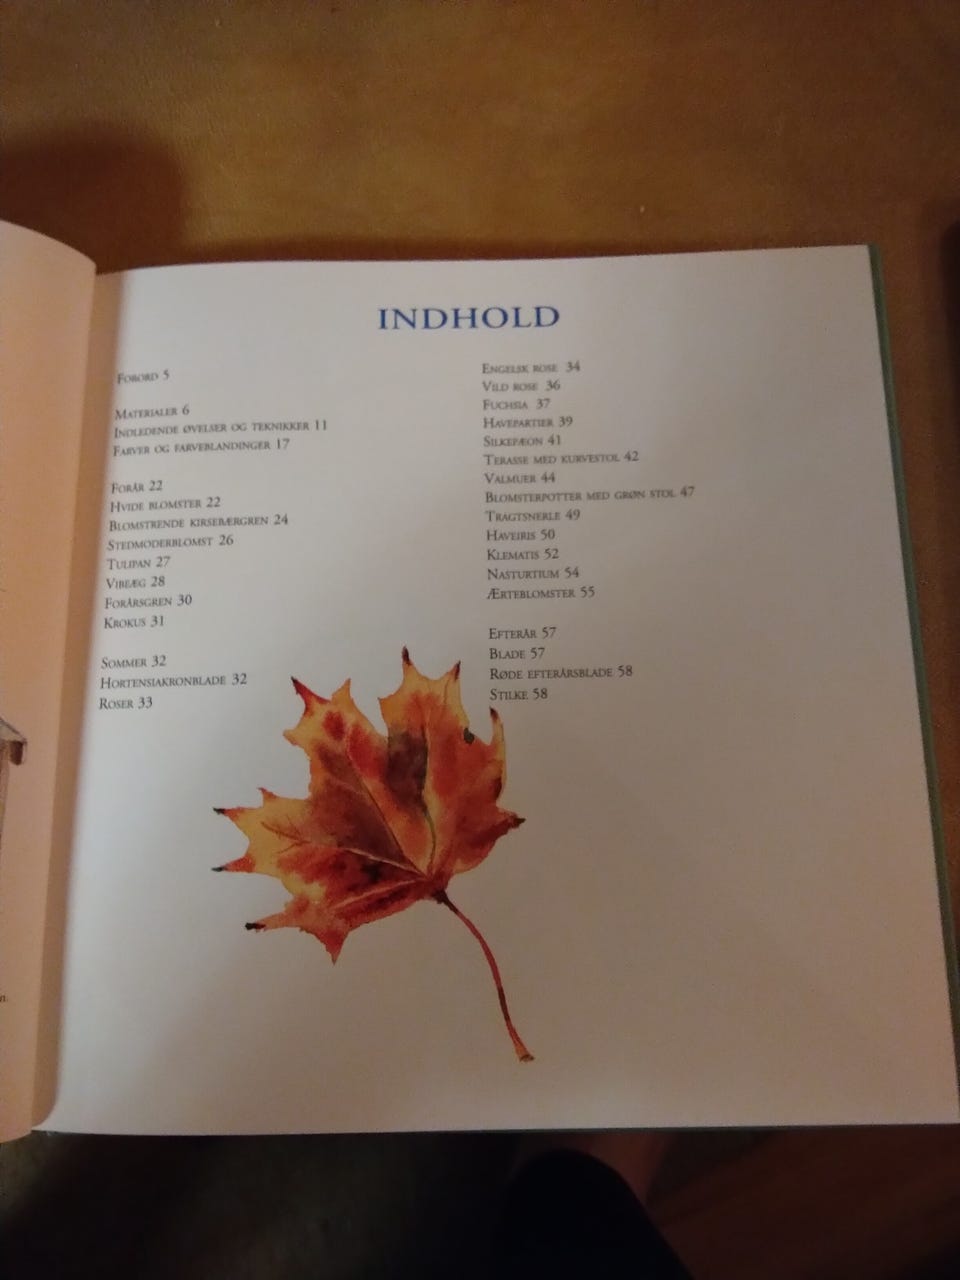 INDHOLD
FORORD 5
MATERIALER 6
INDLEDENDE ØVELSER OG TEKNIKKER 11
FARVER OG FARVEBLANDINGER 17
FORÅR 22
HVIDE BLOMSTER 22
BLOMSTRENDE KIRSEBÆRGREN 24
STEDMODERBLOMST 26
TULIPAN 27
VIBEÆG 28
FORÅRSGREN 30
KROKUS 31
SOMMER 32
HORTENSIAKRONBLADE 32
ROSER 33
ENGELSK ROSE 34
VILD ROSE 36
FUCHSIA 37
HAVEPARTIER 39
SILKEPÆON 41
TERASSE MED KURVESTOL 42
VALMUER 44
BLOMSTERPOTTER MED GRØN STOL 47
TRAGTSNERLE 49
HAVEIRIS 50
KLEMATIS 52
NASTURTIUM 54
ÆRTEBLOMSTER 55
EFTERÅR 57
BLADE 57
RØDE EFTERÅRSBLADE 58
STILKE 58